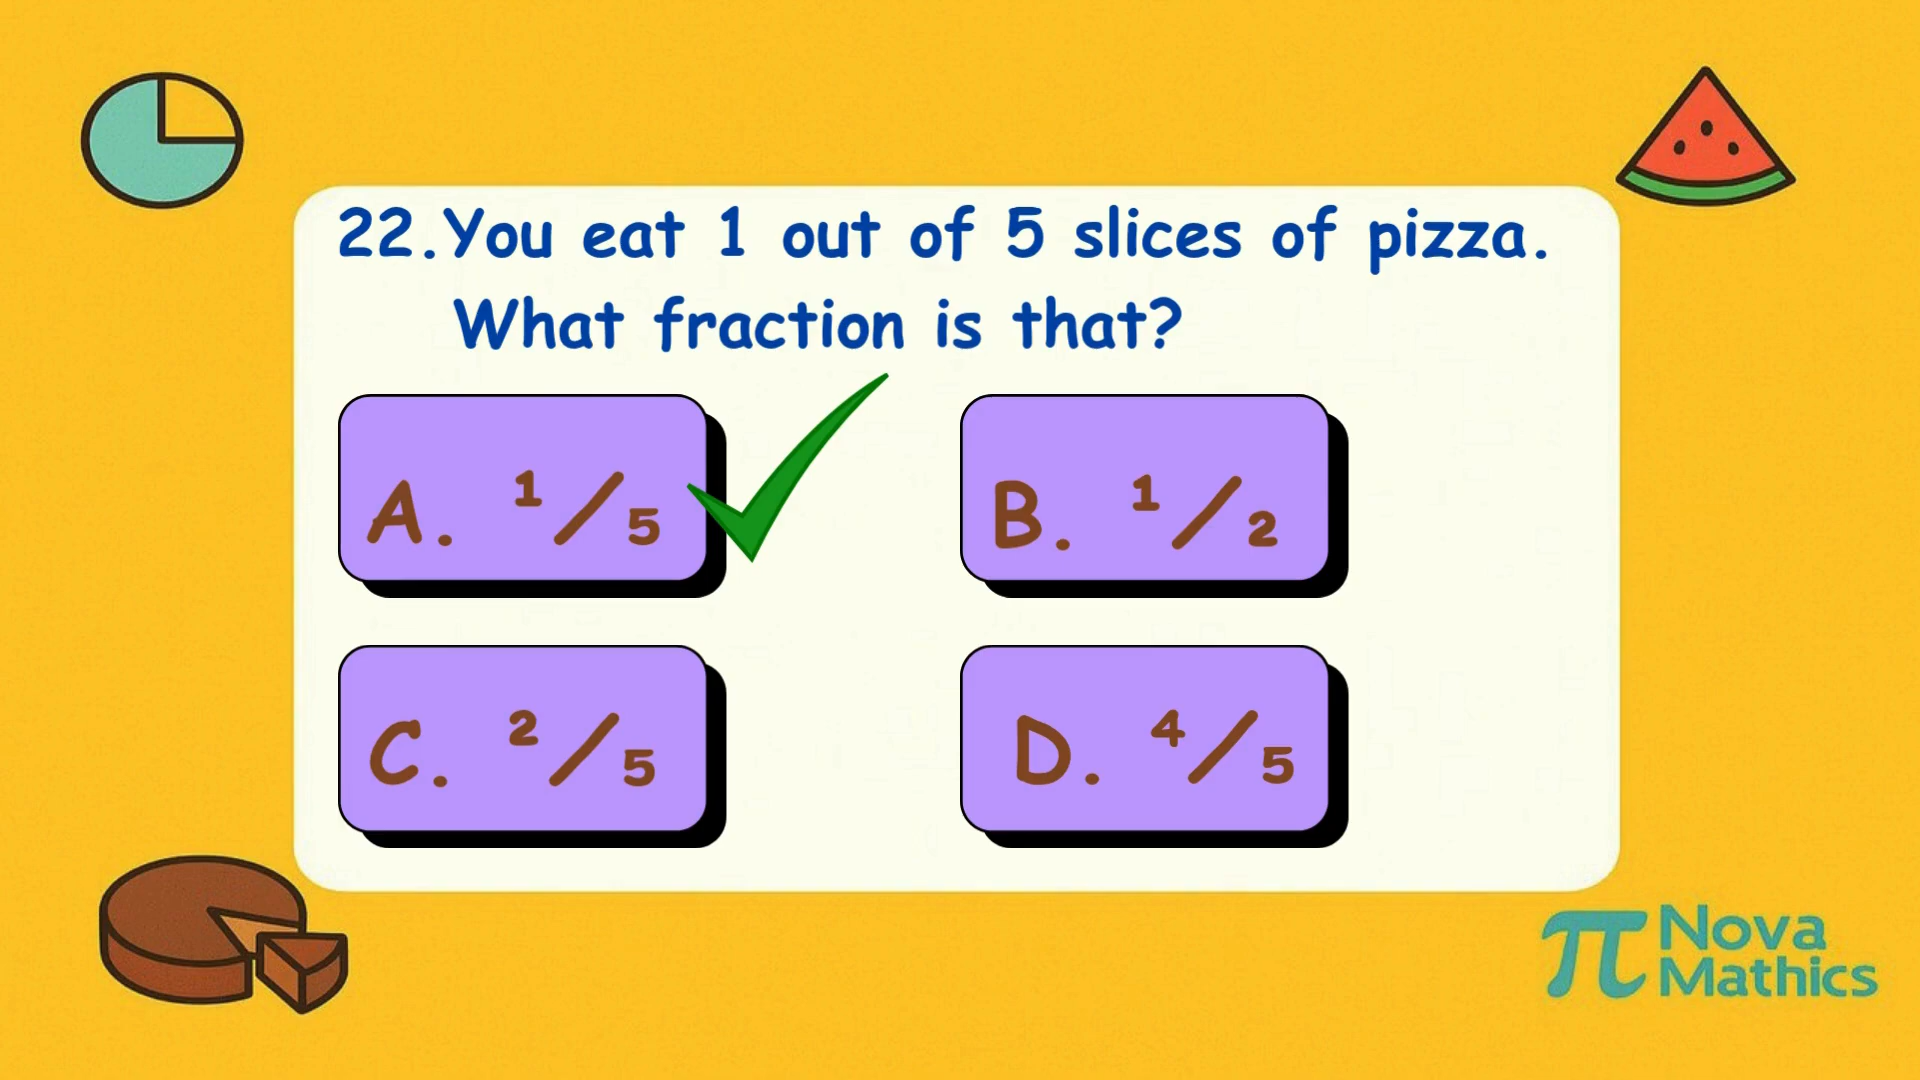 22.You eat 1 out of 5 slices of pizza.
What fraction is that?
A. ¹/₅
B. ¹/₂
C. ²/₅
D. ⁴/₅
π Nova
Mathics